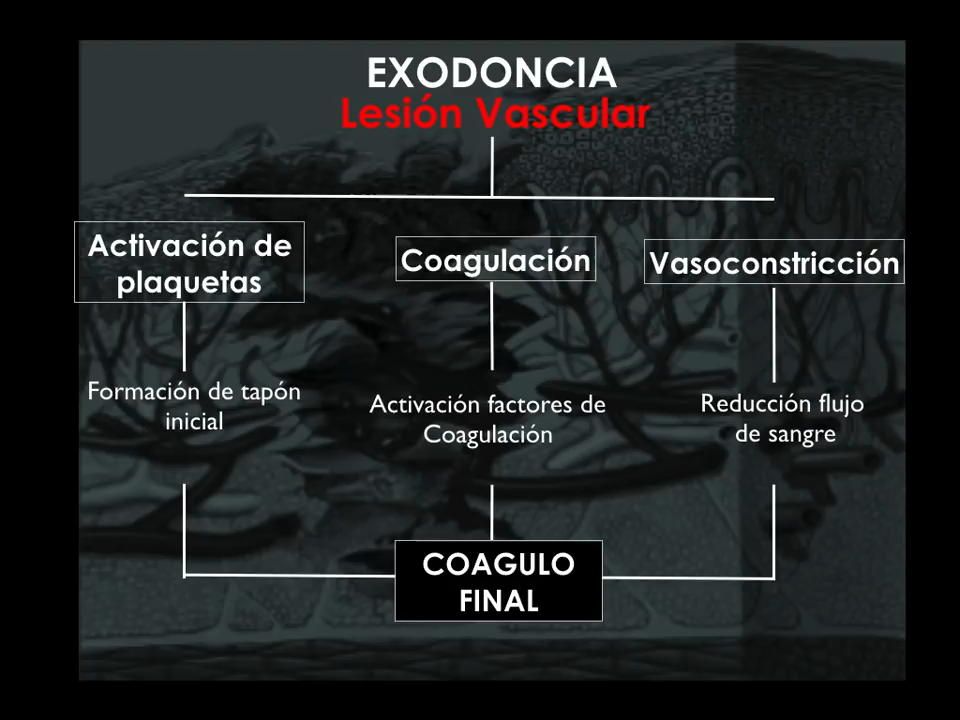 EXODONCIA
Lesión Vascular
Activación de
plaquetas
Coagulación
Vasoconstricción
Formación de tapón
inicial
Activación factores de
Coagulación
Reducción flujo
de sangre
COAGULO
FINAL